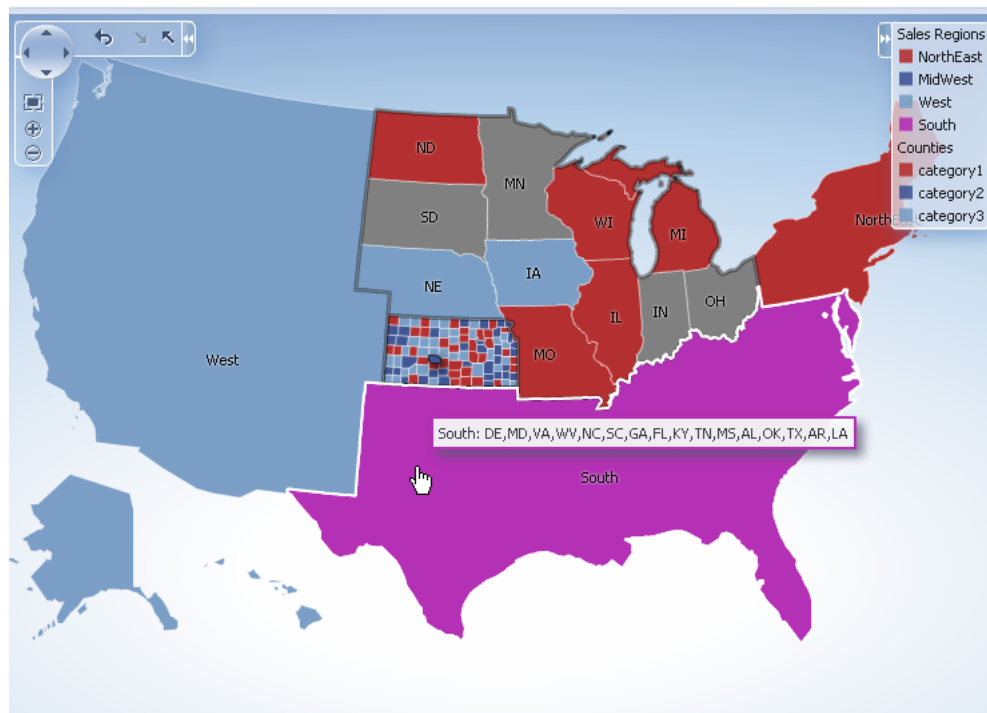 Sales Regions
NorthEast
MidWest
West
South
Counties
category1
category2
category3
ND
MN
SD
WI
MI
NorthEast
NE
IA
IL
IN
OH
MO
West
South: DE,MD,VA,WV,NC,SC,GA,FL,KY,TN,MS,AL,OK,TX,AR,LA
South